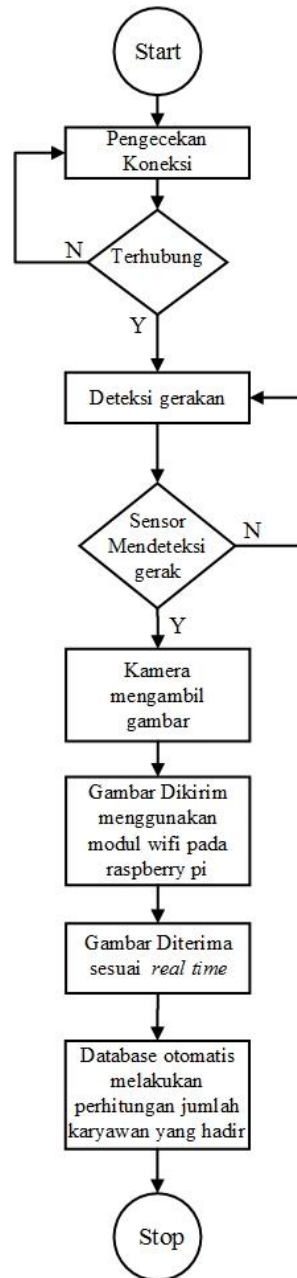 Start
Pengecekan
Koneksi
Terhubung
N
Y
Deteksi gerakan
Sensor
Mendeteksi
gerak
N
Y
Kamera
mengambil
gambar
Gambar Dikirim
menggunakan
modul wifi pada
raspberry pi
Gambar Diterima
sesuai real time
Database otomatis
melakukan
perhitungan jumlah
karyawan yang hadir
Stop